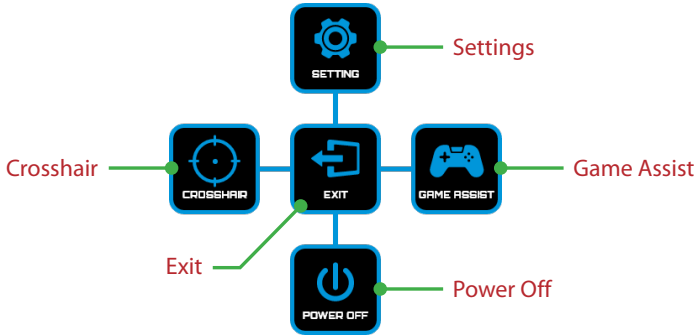 Settings
SETTING
Crosshair
CROSSHAIR
EXIT
GAME ASSIST
Game Assist
Exit
Power Off
POWER OFF